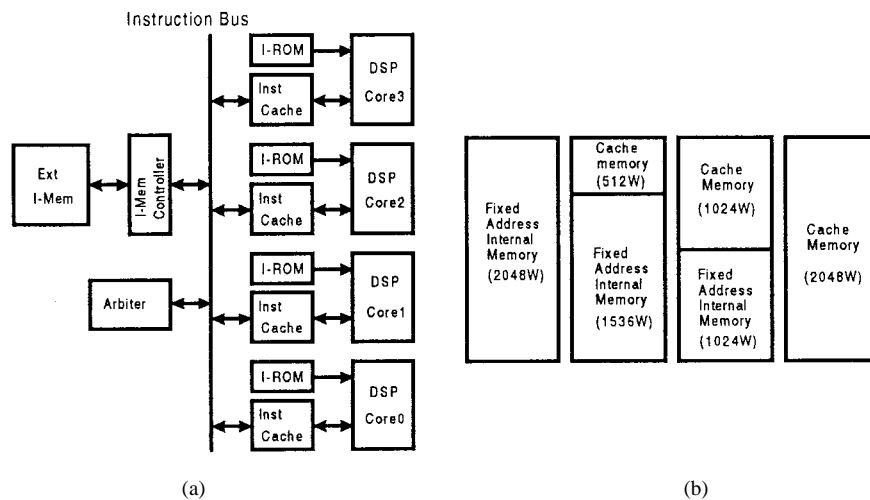 Instruction Bus
I-ROM
DSP
Core3
Inst
Cache
Ext
I-Mem
I-Mem
Controller
I-ROM
DSP
Core2
Inst
Cache
Arbiter
I-ROM
DSP
Core1
Inst
Cache
I-ROM
DSP
Core0
Inst
Cache
(a)
Fixed
Address
Internal
Memory
(2048W)
Cache
memory
(512W)
Fixed
Address
Internal
Memory
(1536W)
Cache
Memory
(1024W)
Fixed
Address
Internal
Memory
(1024W)
Cache
Memory
(2048W)
(b)